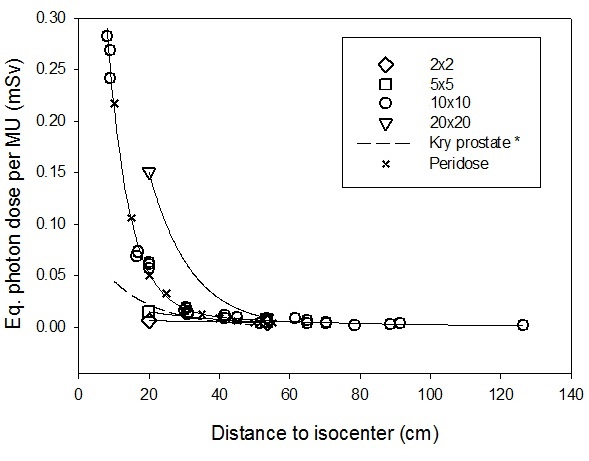 0.30
0.25
0.20
0.15
0.10
0.05
0.00
Eq. photon dose per MU (mSv)
2x2
5x5
10x10
20x20
Kry prostate *
Peridose
0 20 40 60 80 100 120 140
Distance to isocenter (cm)